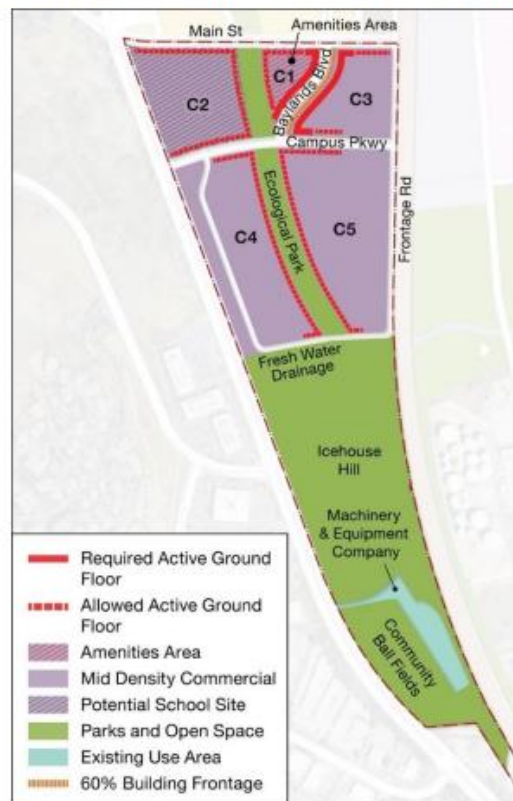 Main St
Amenities
Area
C1
C2
C3
Baylands Blvd
Campus Pkwy
Ecological Park
Frontage Rd
C4
C5
Fresh Water
Drainage
Icehouse
Hill
Machinery
& Equipment
Company
Community
Ball Fields
Required Active Ground
Floor
Allowed Active Ground
Floor
Amenities Area
Mid Density Commercial
Potential School Site
Parks and Open Space
Existing Use Area
60% Building Frontage